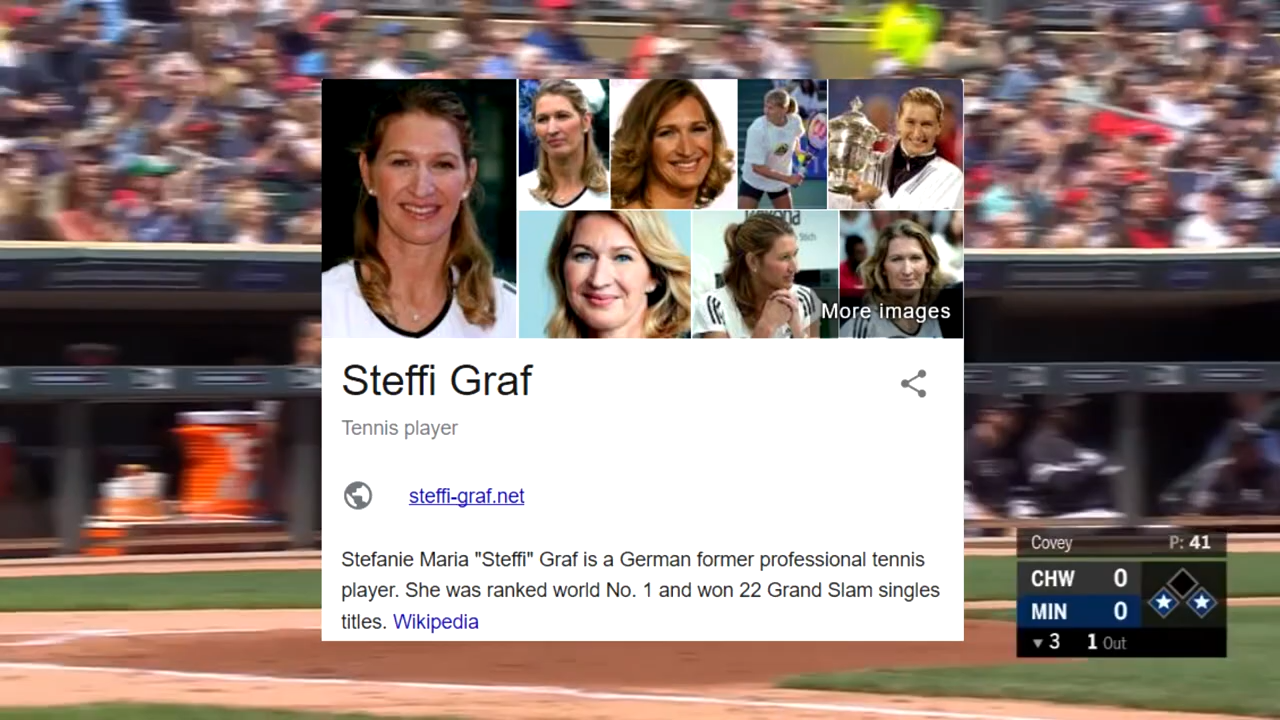 More images
Steffi Graf
Tennis player
steffi-graf.net
Stefanie Maria "Steffi" Graf is a German former professional tennis
player. She was ranked world No. 1 and won 22 Grand Slam singles
titles. Wikipedia
Covey P: 41
CHW 0
MIN 0
▼ 3 1 Out